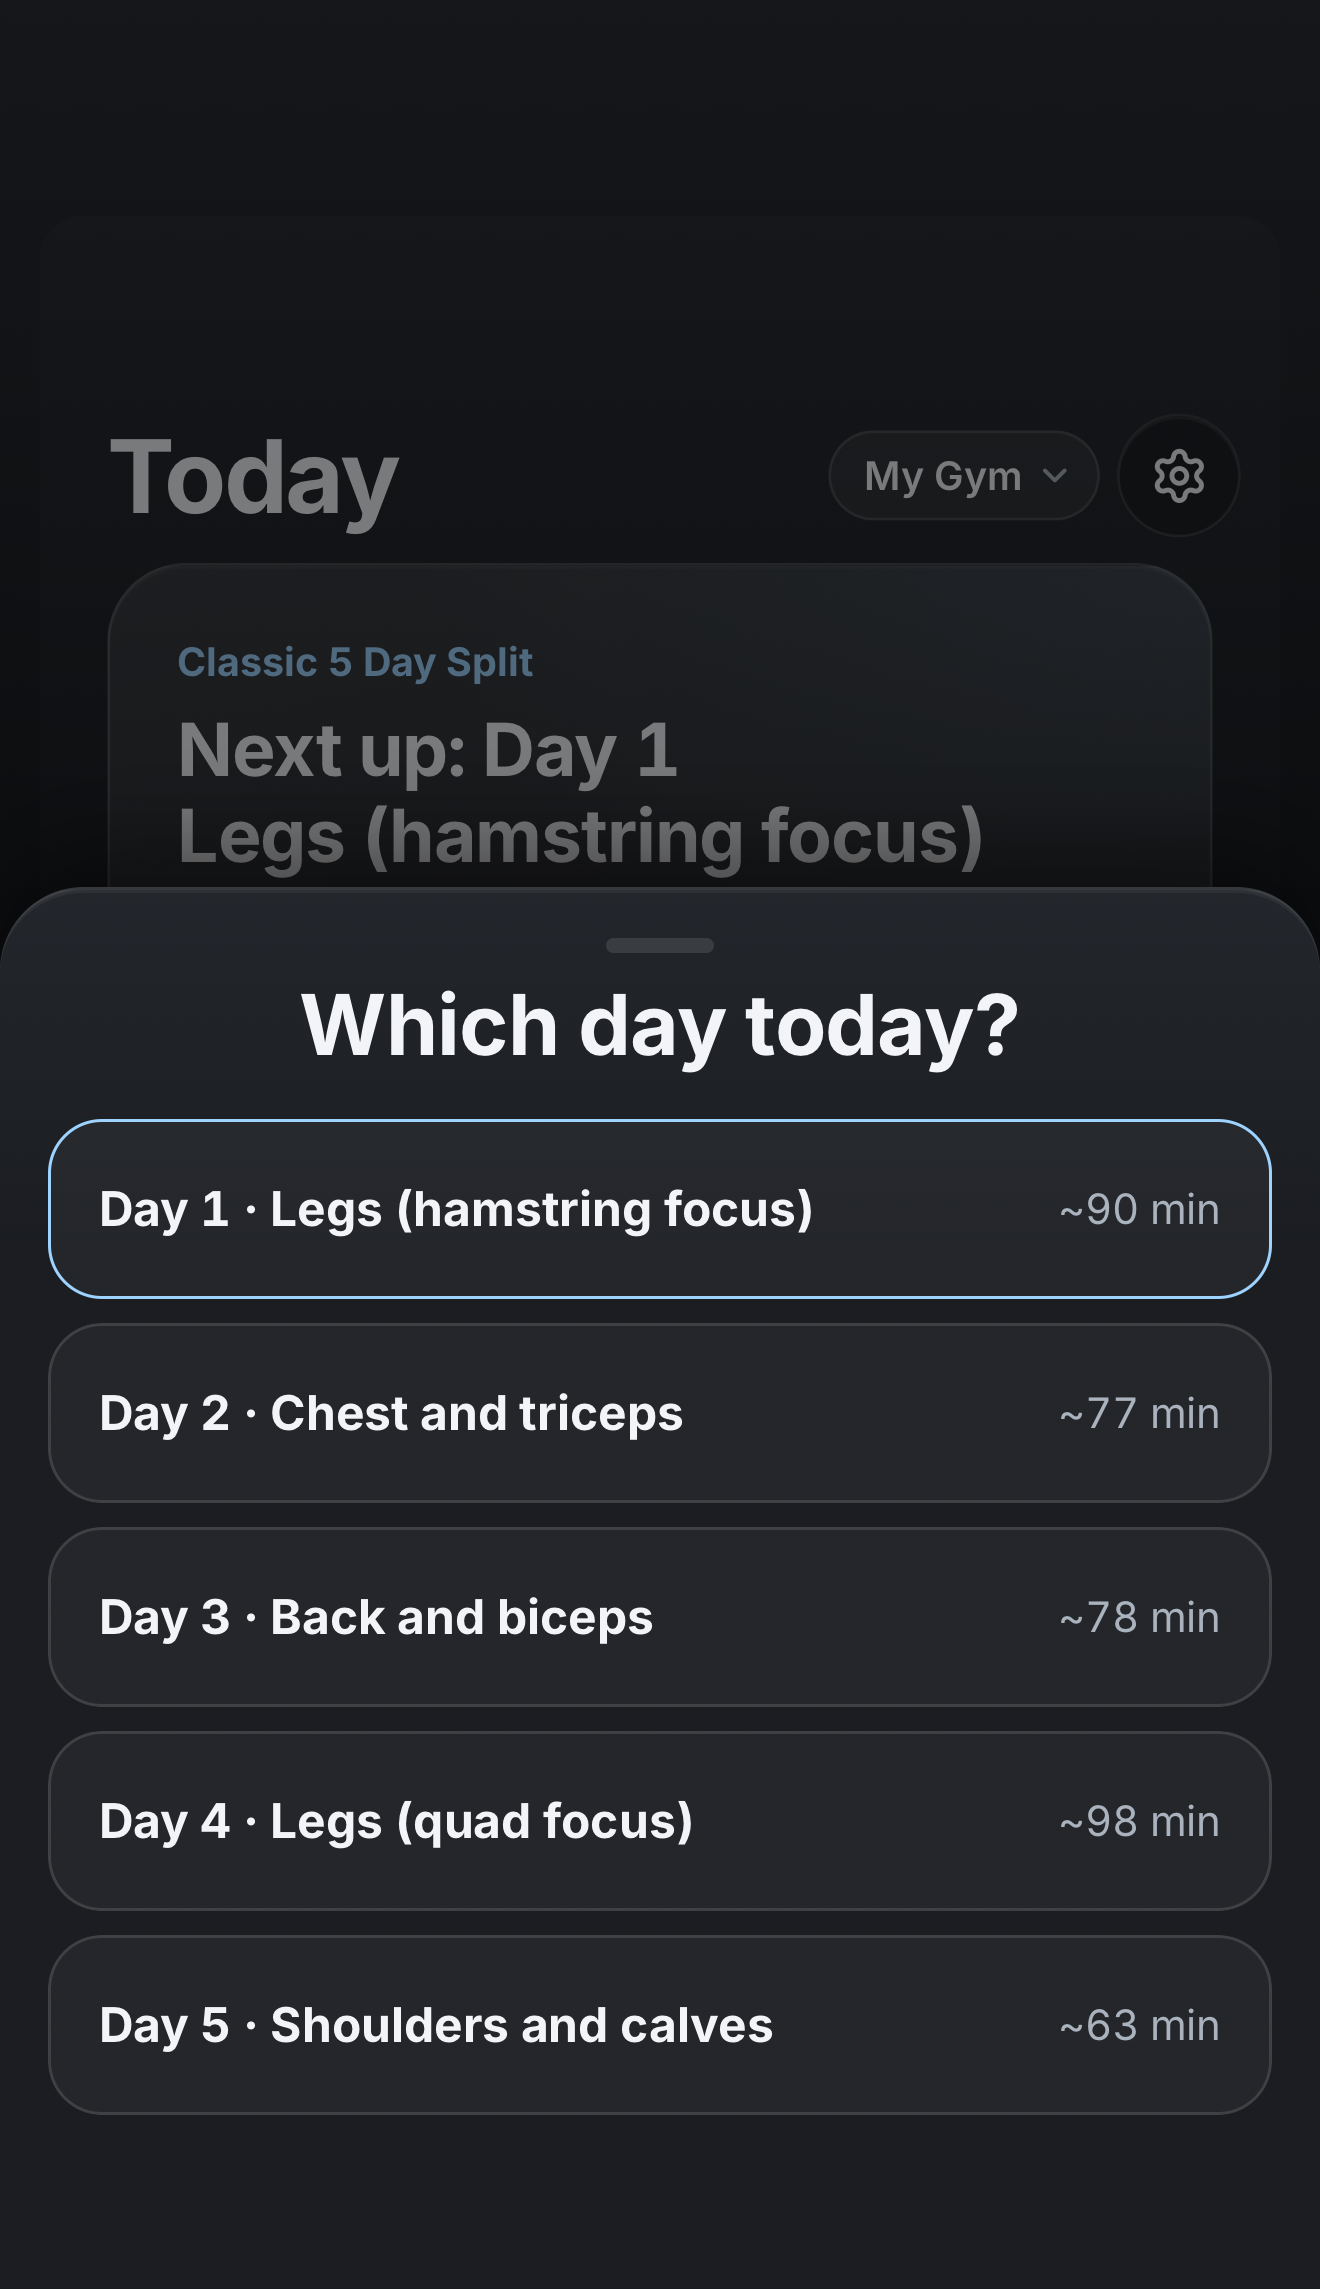 Today
My Gym
Classic 5 Day Split
Next up: Day 1
Legs (hamstring focus)
Which day today?
Day 1 · Legs (hamstring focus) ~90 min
Day 2 · Chest and triceps ~77 min
Day 3 · Back and biceps ~78 min
Day 4 · Legs (quad focus) ~98 min
Day 5 · Shoulders and calves ~63 min